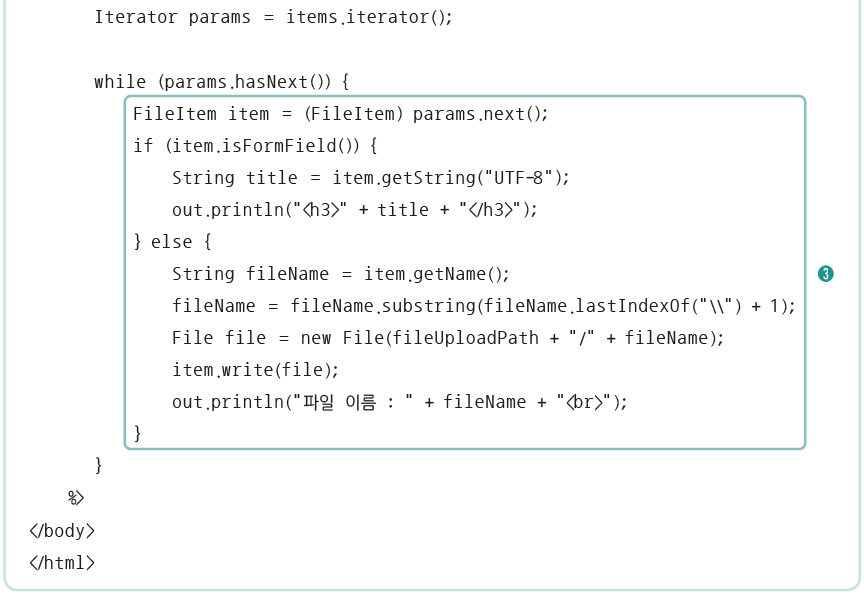 Iterator params = items.iterator();
while (params.hasNext()) {
FileItem item = (FileItem) params.next();
if (item.isFormField()) {
String title = item.getString("UTF-8");
out.println("<h3>" + title + "</h3>");
} else {
String fileName = item.getName();
❸
fileName = fileName.substring(fileName.lastIndexOf("\\") + 1);
File file = new File(fileUploadPath + "/" + fileName);
item.write(file);
out.println("파일 이름 : " + fileName + "<br>");
}
}
%>
</body>
</html>